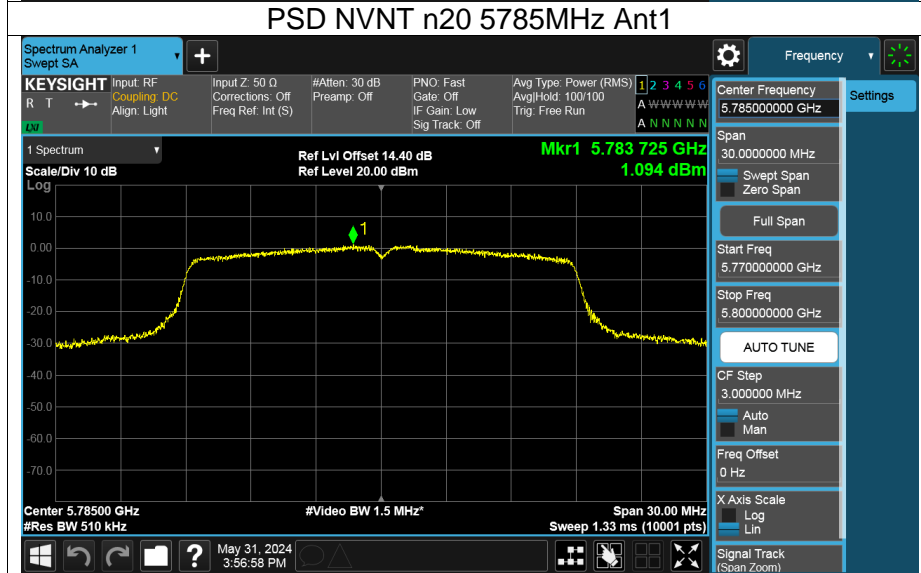 PSD NVNT n20 5785MHz Ant1
Spectrum Analyzer 1
Swept SA
+
Frequency
KEYSIGHT
R T
LXI
Input: RF
Coupling: DC
Align: Light
Input Z: 50 Ω
Corrections: Off
Freq Ref: Int (S)
#Atten: 30 dB
Preamp: Off
PNO: Fast
Gate: Off
IF Gain: Low
Sig Track: Off
Avg Type: Power (RMS)
Avg|Hold: 100/100
Trig: Free Run
1 2 3 4 5 6
A W W W W W
A N N N N N
1 Spectrum
Scale/Div 10 dB
Log
Ref Lvl Offset 14.40 dB
Ref Level 20.00 dBm
Mkr1 5.783 725 GHz
1.094 dBm
1
10.0
0.00
-10.0
-20.0
-30.0
-40.0
-50.0
-60.0
-70.0
Center 5.78500 GHz
#Res BW 510 kHz
#Video BW 1.5 MHz*
Span 30.00 MHz
Sweep 1.33 ms (10001 pts)
?
May 31, 2024
3:56:58 PM
Center Frequency
5.785000000 GHz
Settings
Span
30.0000000 MHz
Swept Span
Zero Span
Full Span
Start Freq
5.770000000 GHz
Stop Freq
5.800000000 GHz
AUTO TUNE
CF Step
3.000000 MHz
Auto
Man
Freq Offset
0 Hz
X Axis Scale
Log
Lin
Signal Track
(Span Zoom)